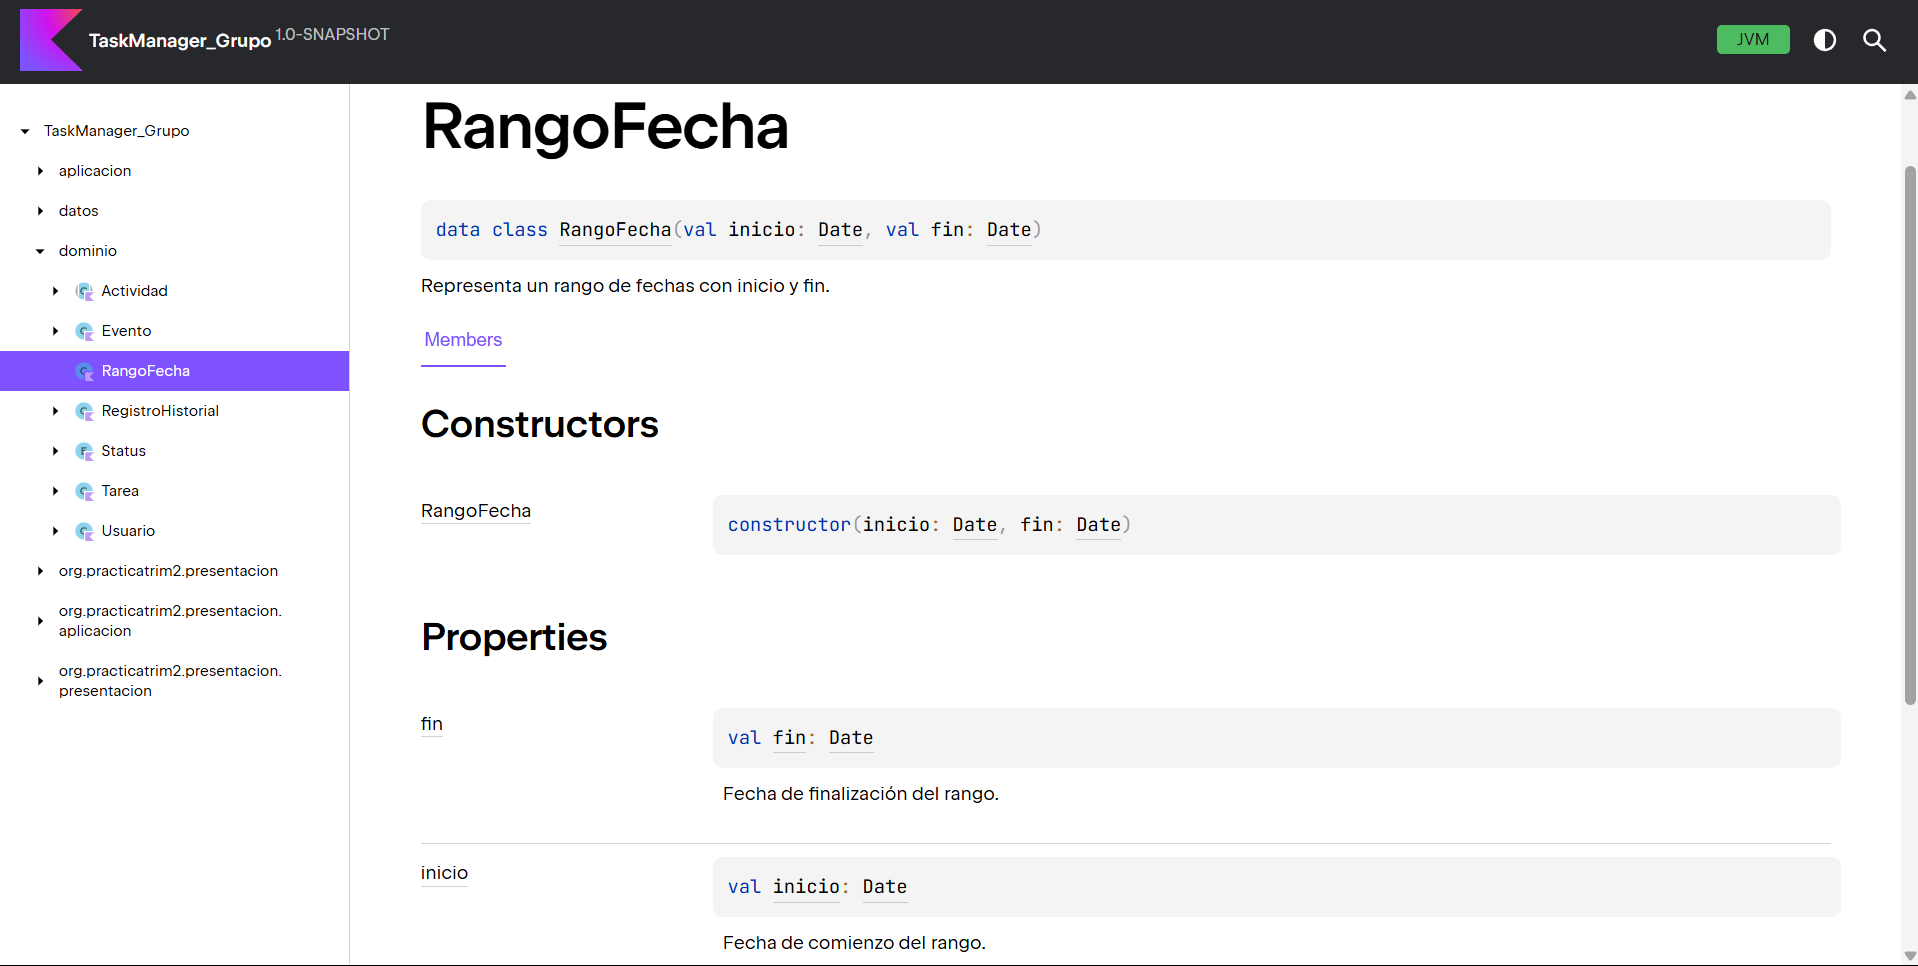 TaskManager_Grupo 1.0-SNAPSHOT
JVM
TaskManager_Grupo
aplicacion
datos
dominio
Actividad
Evento
RangoFecha
RegistroHistorial
Status
Tarea
Usuario
org.practicatrim2.presentacion
org.practicatrim2.presentacion.
aplicacion
org.practicatrim2.presentacion.
presentacion
RangoFecha
data class RangoFecha(val inicio: Date, val fin: Date)
Representa un rango de fechas con inicio y fin.
Members
Constructors
RangoFecha
constructor(inicio: Date, fin: Date)
Properties
fin
val fin: Date
Fecha de finalización del rango.
inicio
val inicio: Date
Fecha de comienzo del rango.